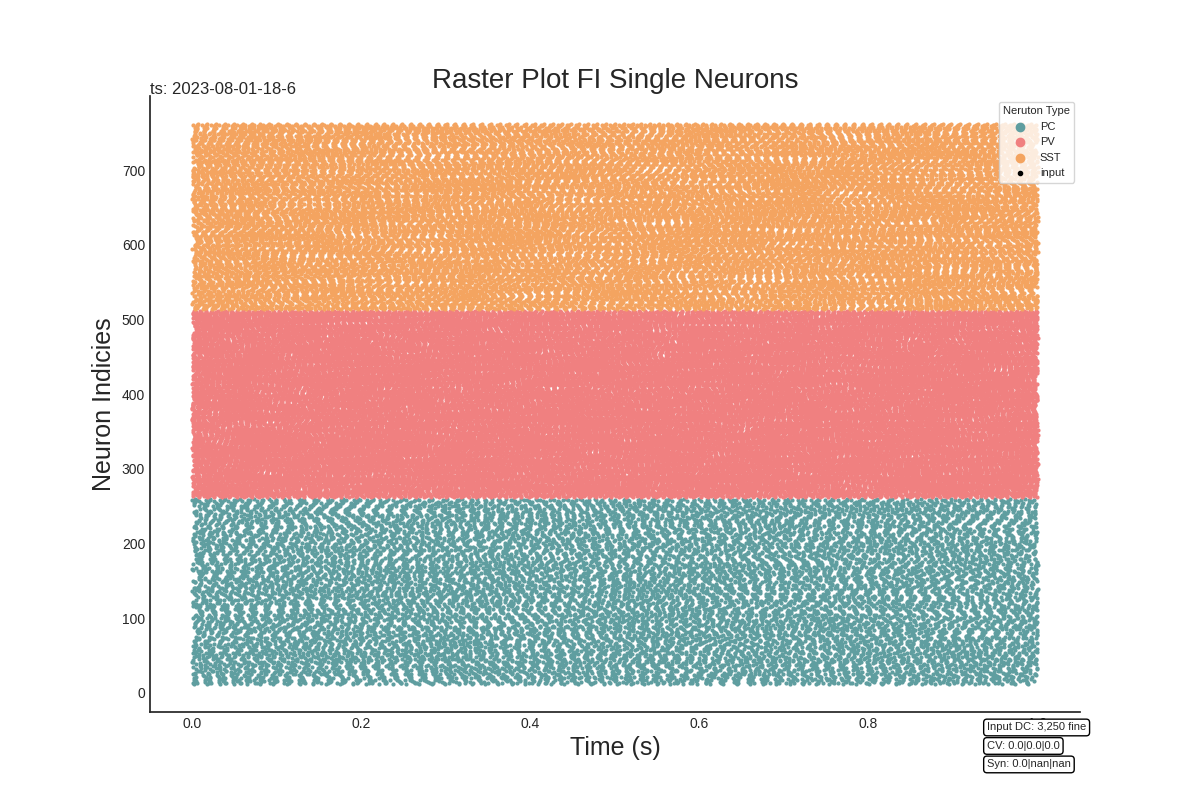 Raster Plot FI Single Neurons
ts: 2023-08-01-18-6
Neruton Type
PC
PV
SST
input
700
600
500
400
300
200
100
0
Neuron Indicies
0.0 0.2 0.4 0.6 0.8
Time (s)
Input DC: 3,250 fine
CV: 0.0|0.0|0.0
Syn: 0.0|nan|nan